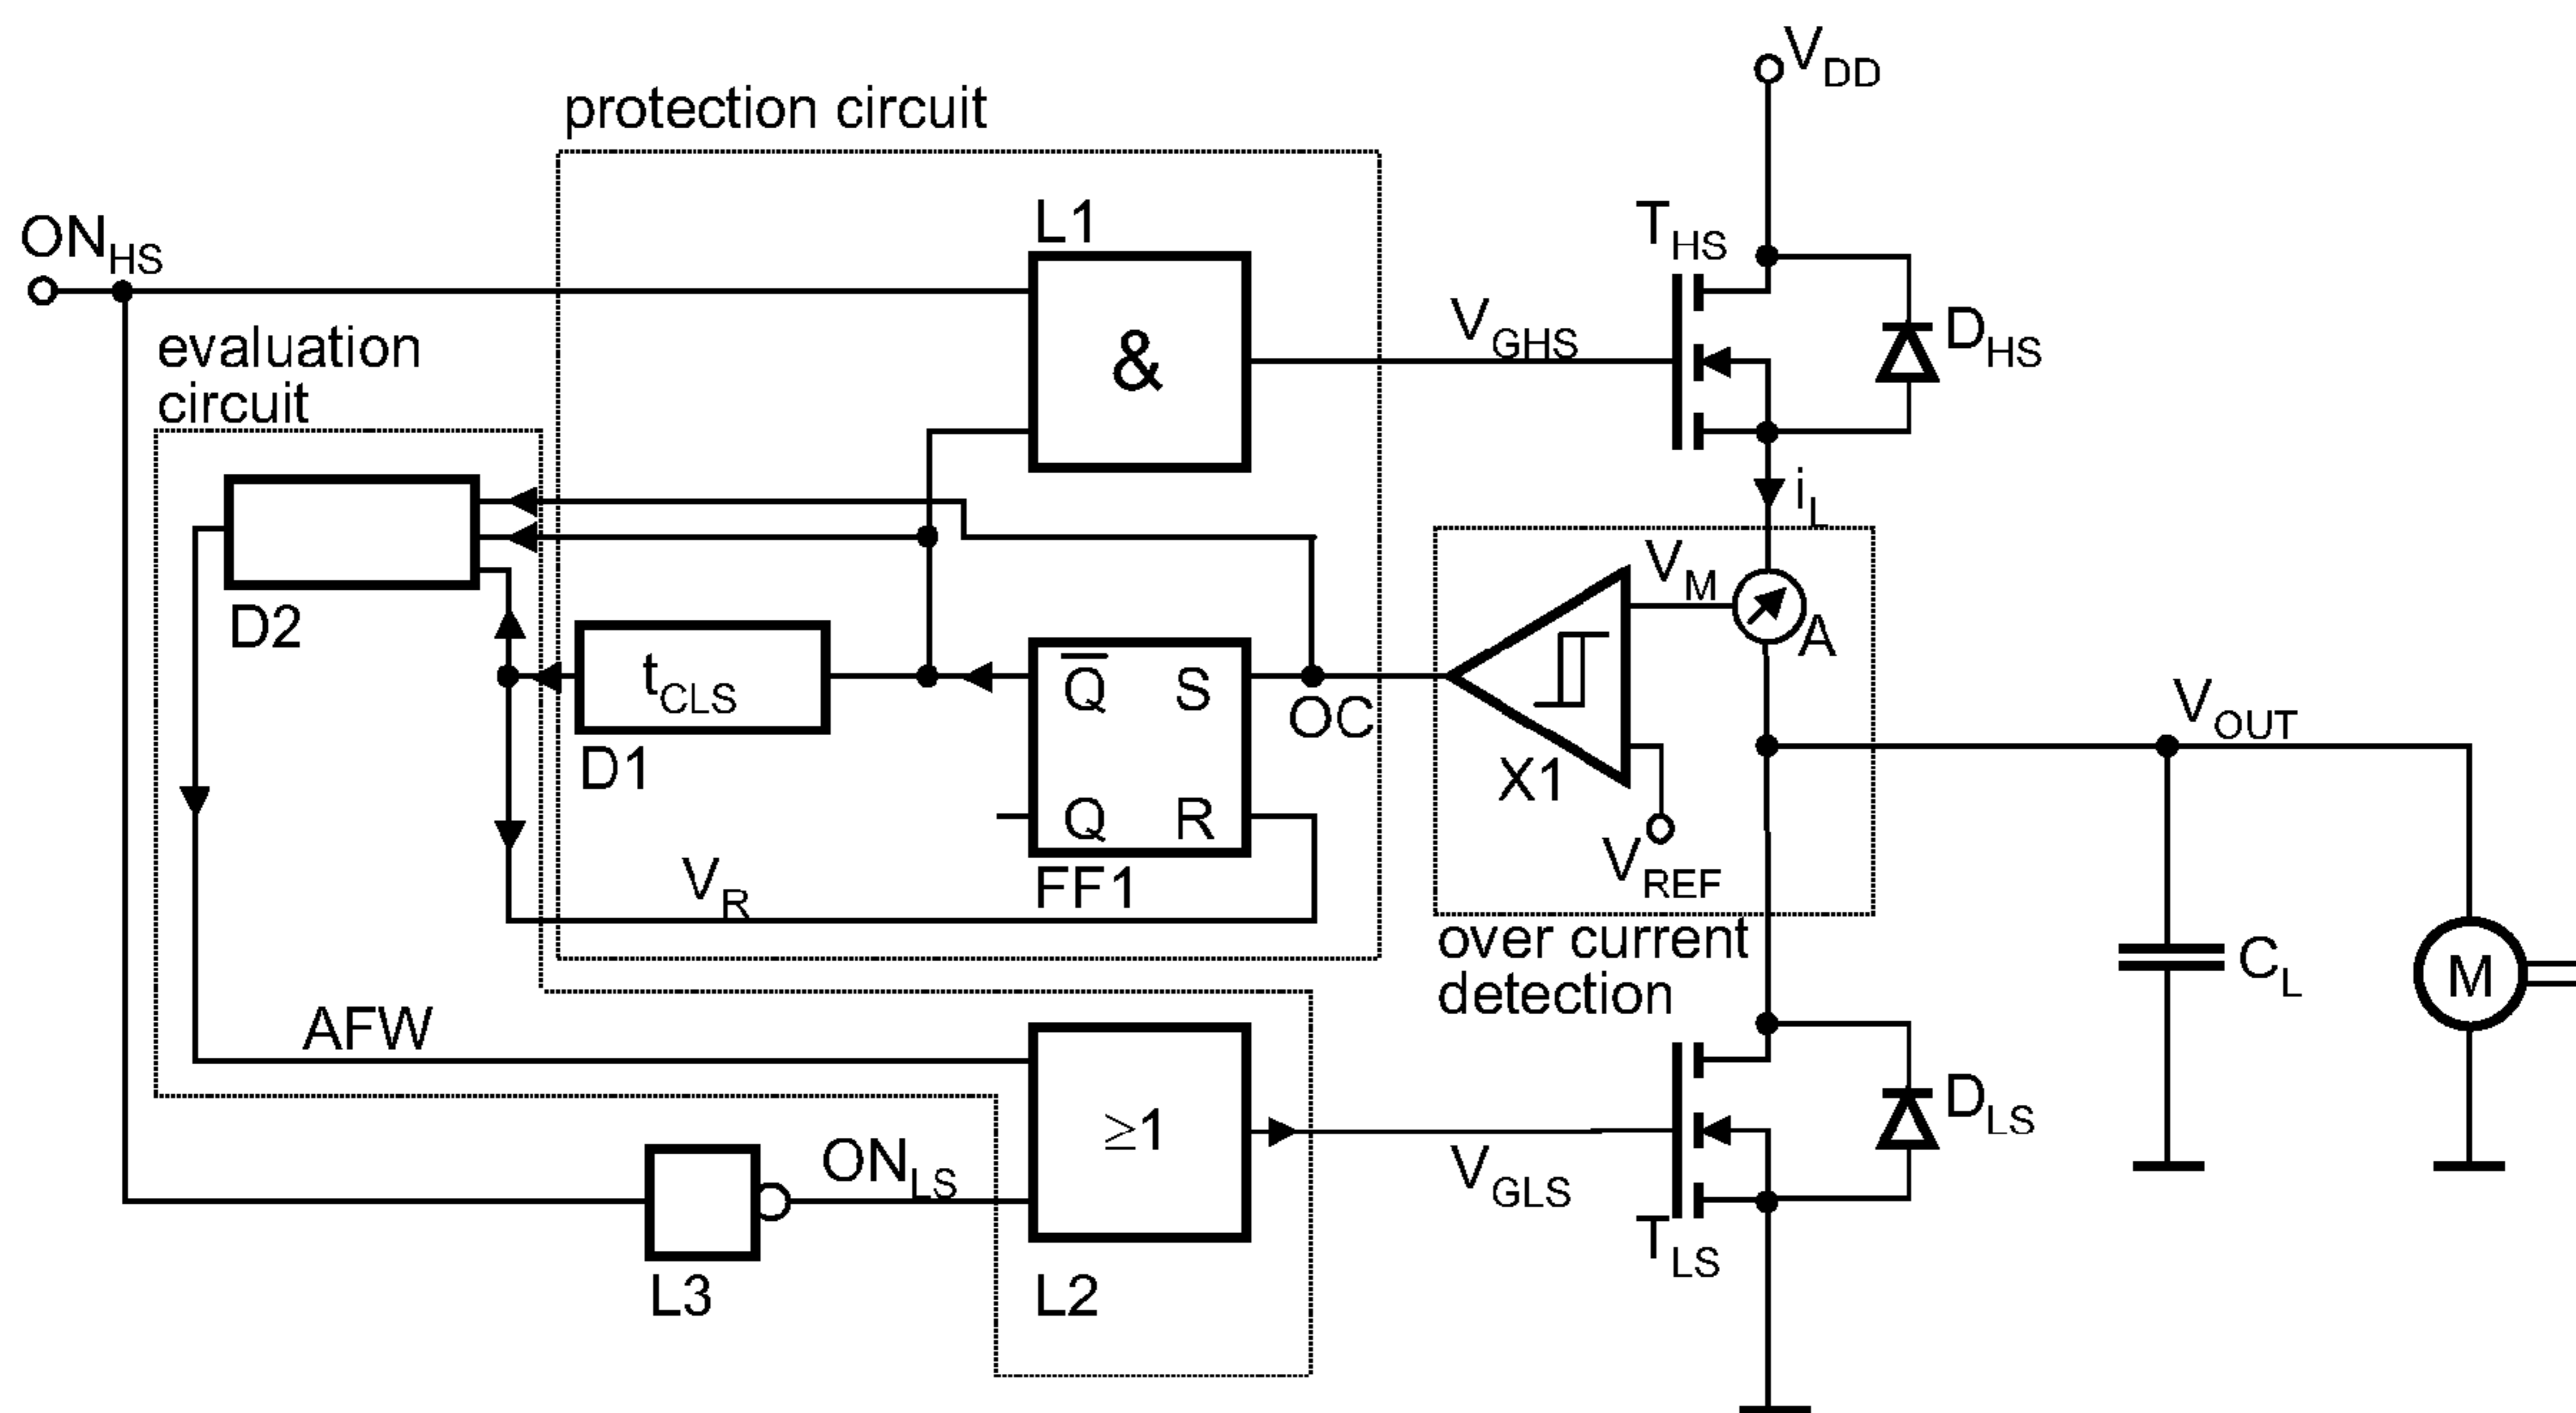 V_DD
protection circuit
L1
T_HS
ON_HS
&
V_GHS
D_HS
evaluation
circuit
i_L
V_M
A
D2
t_CLS
D1
Q̅ S
OC
Q R
FF1
X1
V_REF
V_OUT
V_R
over current
detection
C_L
M
AFW
≥1
ON_LS
V_GLS
D_LS
T_LS
L3
L2